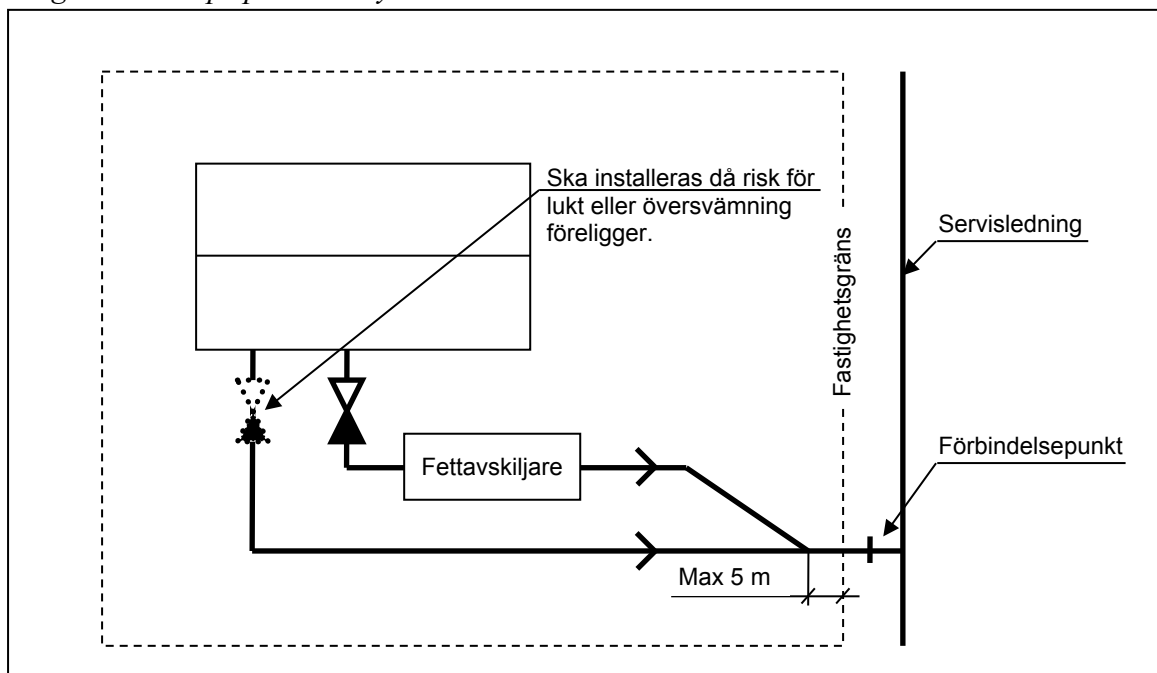 Ska installeras då risk för
lukt eller översvämning
föreligger.
Servisledning
Fastighetsgräns
Förbindelsepunkt
Fettavskiljare
Max 5 m